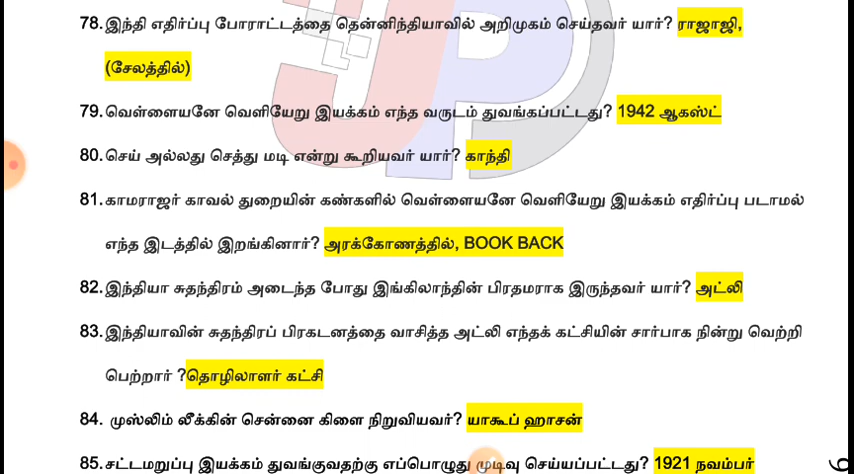 78. இந்தி எதிர்ப்பு போராட்டத்தை தென்னிந்தியாவில் அறிமுகம் செய்தவர் யார்? ராஜாஜி,
(சேலத்தில்)
79. வெள்ளையனே வெளியேறு இயக்கம் எந்த வருடம் துவங்கப்பட்டது? 1942 ஆகஸ்ட்
80. செய் அல்லது செத்து மடி என்று கூறியவர் யார்? காந்தி
81. காமராஜர் காவல் துறையின் கண்களில் வெள்ளையனே வெளியேறு இயக்கம் எதிர்ப்பு படாமல்
எந்த இடத்தில் இறங்கினார்? அரக்கோணத்தில், BOOK BACK
82. இந்தியா சுதந்திரம் அடைந்த போது இங்கிலாந்தின் பிரதமராக இருந்தவர் யார்? அட்லி
83. இந்தியாவின் சுதந்திரப் பிரகடனத்தை வாசித்த அட்லி எந்தக் கட்சியின் சார்பாக நின்று வெற்றி
பெற்றார் ?தொழிலாளர் கட்சி
84. முஸ்லிம் லீக்கின் சென்னை கிளை நிறுவியவர்? யாகூப் ஹாசன்
85. சட்டமறுப்பு இயக்கம் துவங்குவதற்கு எப்பொழுது முடிவு செய்யப்பட்டது? 1921 நவம்பர்